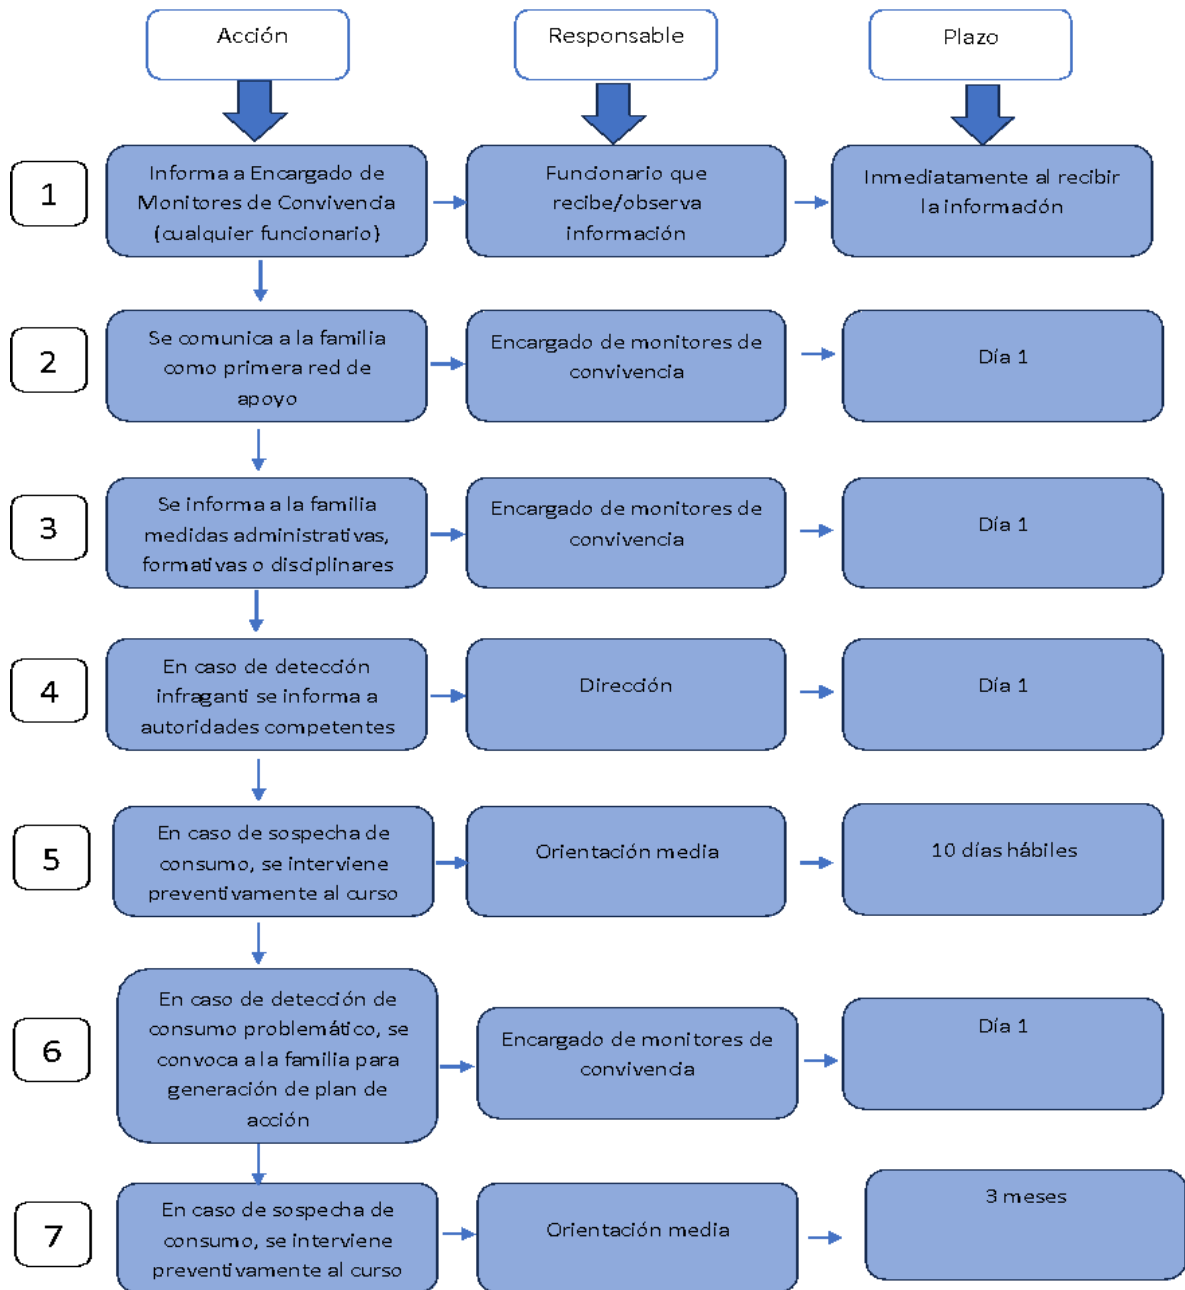 Acción
Responsable
Plazo
1
Informa a Encargado de
Monitores de Convivencia
(cualquier funcionario)
Funcionario que
recibe/observa
información
Inmediatamente al recibir
la información
2
Se comunica a la familia
como primera red de
apoyo
Encargado de monitores de
convivencia
Día 1
3
Se informa a la familia
medidas administrativas,
formativas o disciplinares
Encargado de monitores de
convivencia
Día 1
4
En caso de detección
infraganti se informa a
autoridades competentes
Dirección
Día 1
5
En caso de sospecha de
consumo, se interviene
preventivamente al curso
Orientación media
10 días hábiles
6
En caso de detección de
consumo problemático, se
convoca a la familia para
generación de plan de
acción
Encargado de monitores de
convivencia
Día 1
7
En caso de sospecha de
consumo, se interviene
preventivamente al curso
Orientación media
3 meses